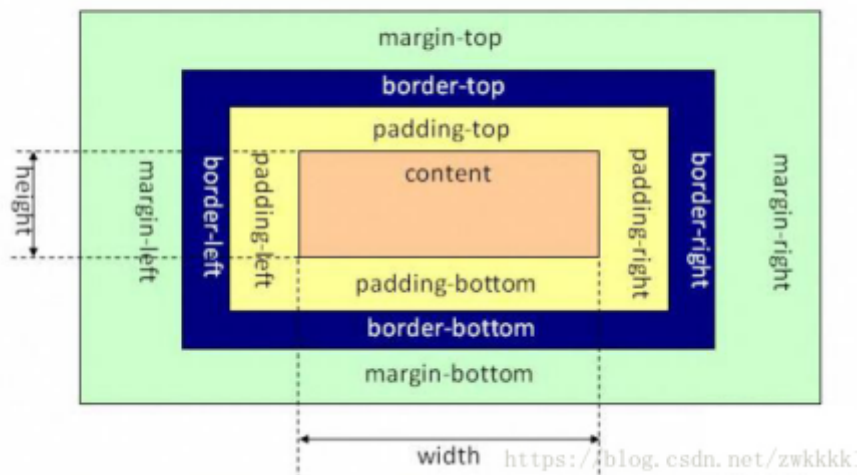 margin-top
border-top
padding-top
content
height
margin-left
border-left
padding-left
padding-right
border-right
margin-right
padding-bottom
border-bottom
margin-bottom
width
https://blog.csdn.net/zwkkkk1